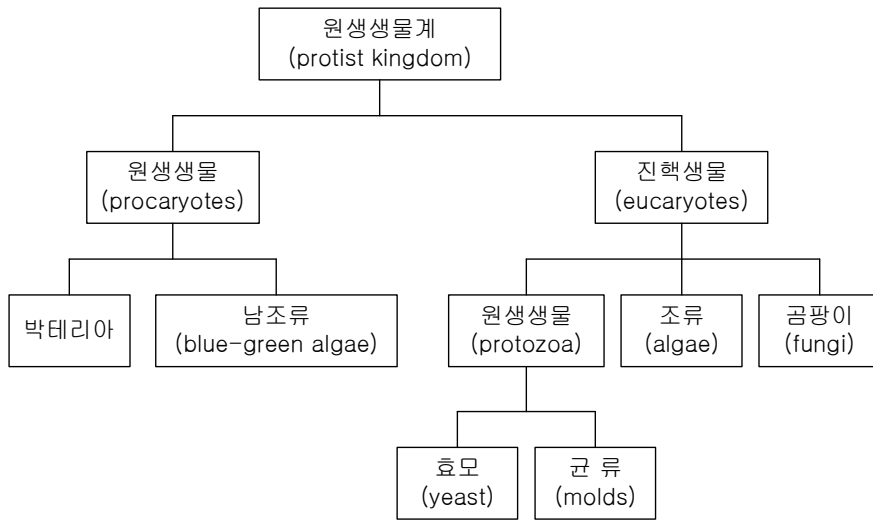 원생생물계
(protist kingdom)
원생생물
(procaryotes)
진핵생물
(eucaryotes)
박테리아
남조류
(blue-green algae)
원생생물
(protozoa)
조류
(algae)
곰팡이
(fungi)
효모
(yeast)
균 류
(molds)